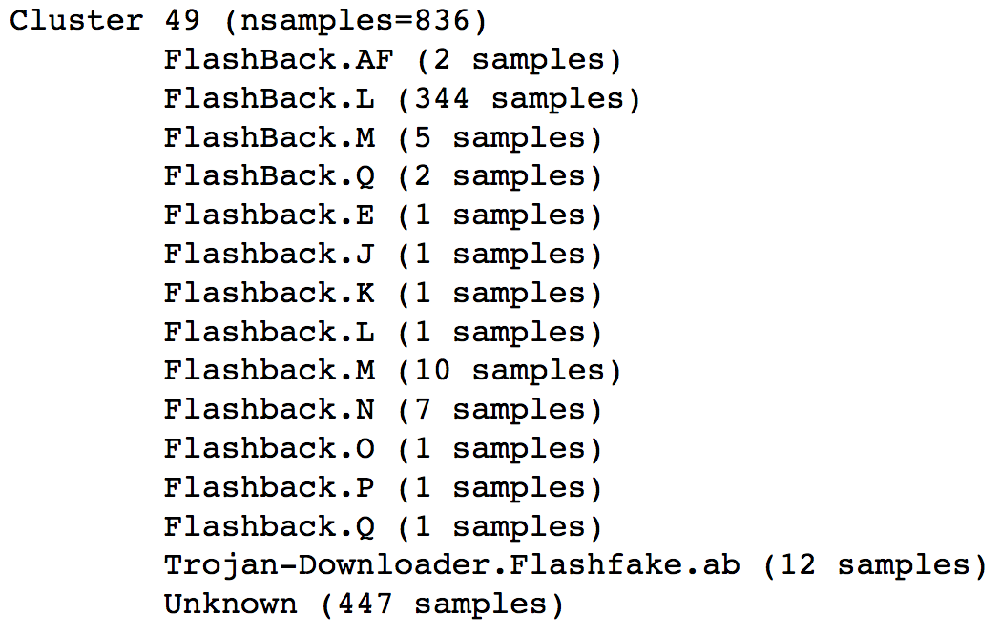 Cluster 49 (nsamples=836)
FlashBack.AF (2 samples)
FlashBack.L (344 samples)
FlashBack.M (5 samples)
FlashBack.Q (2 samples)
Flashback.E (1 samples)
Flashback.J (1 samples)
Flashback.K (1 samples)
Flashback.L (1 samples)
Flashback.M (10 samples)
Flashback.N (7 samples)
Flashback.O (1 samples)
Flashback.P (1 samples)
Flashback.Q (1 samples)
Trojan-Downloader.Flashfake.ab (12 samples)
Unknown (447 samples)